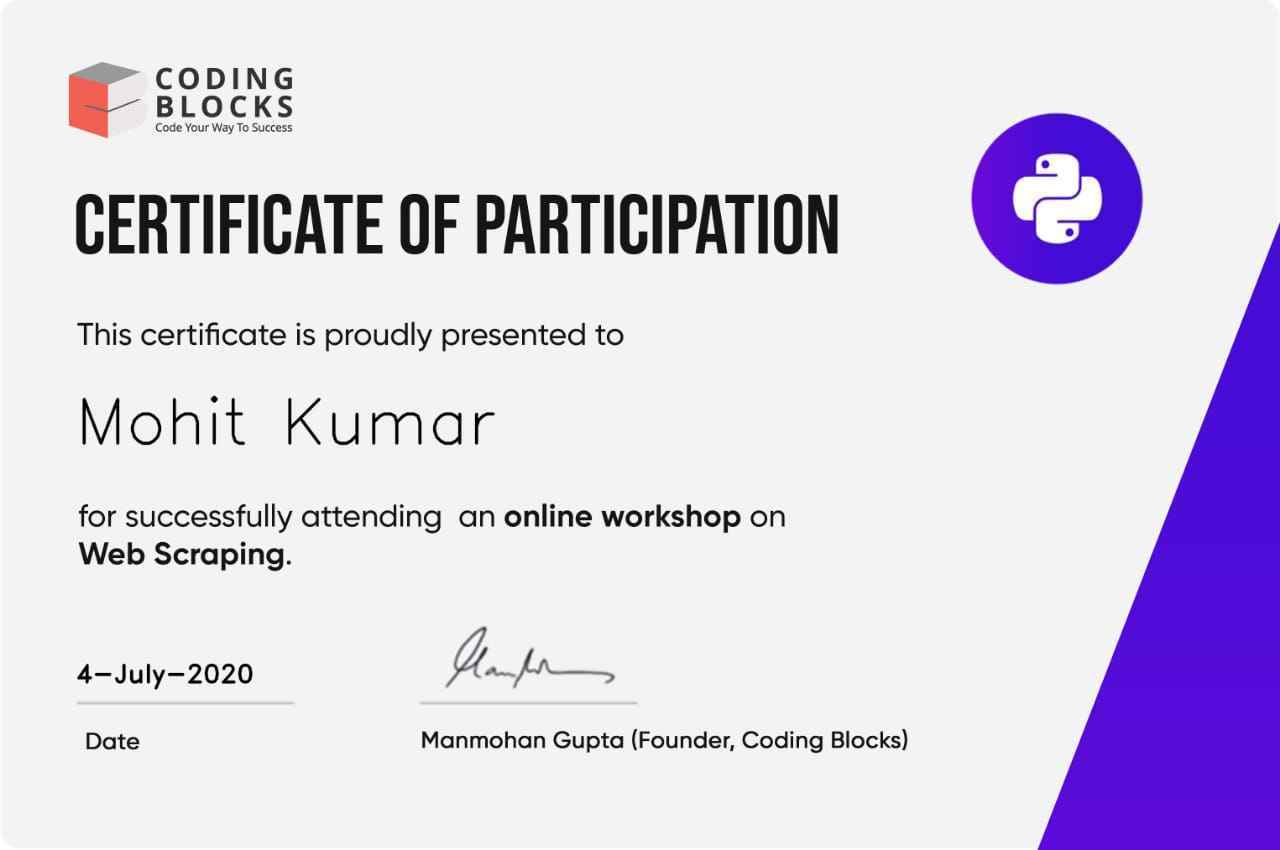 CODING
BLOCKS
Code Your Way To Success
CERTIFICATE OF PARTICIPATION
This certificate is proudly presented to
Mohit Kumar
for successfully attending an online workshop on
Web Scraping.
4-July-2020
Date
Manmohan Gupta (Founder, Coding Blocks)